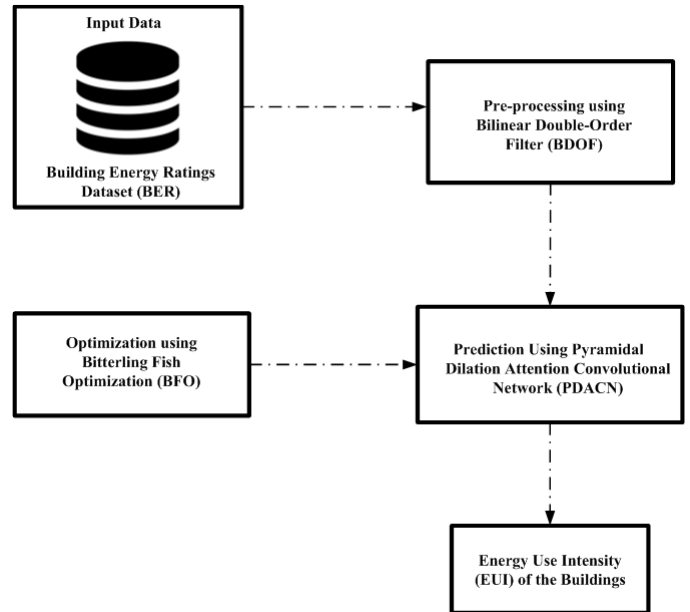 Input Data
Building Energy Ratings
Dataset (BER)
Pre-processing using
Bilinear Double-Order
Filter (BDOF)
Optimization using
Bitterling Fish
Optimization (BFO)
Prediction Using Pyramidal
Dilation Attention Convolutional
Network (PDACN)
Energy Use Intensity
(EUI) of the Buildings